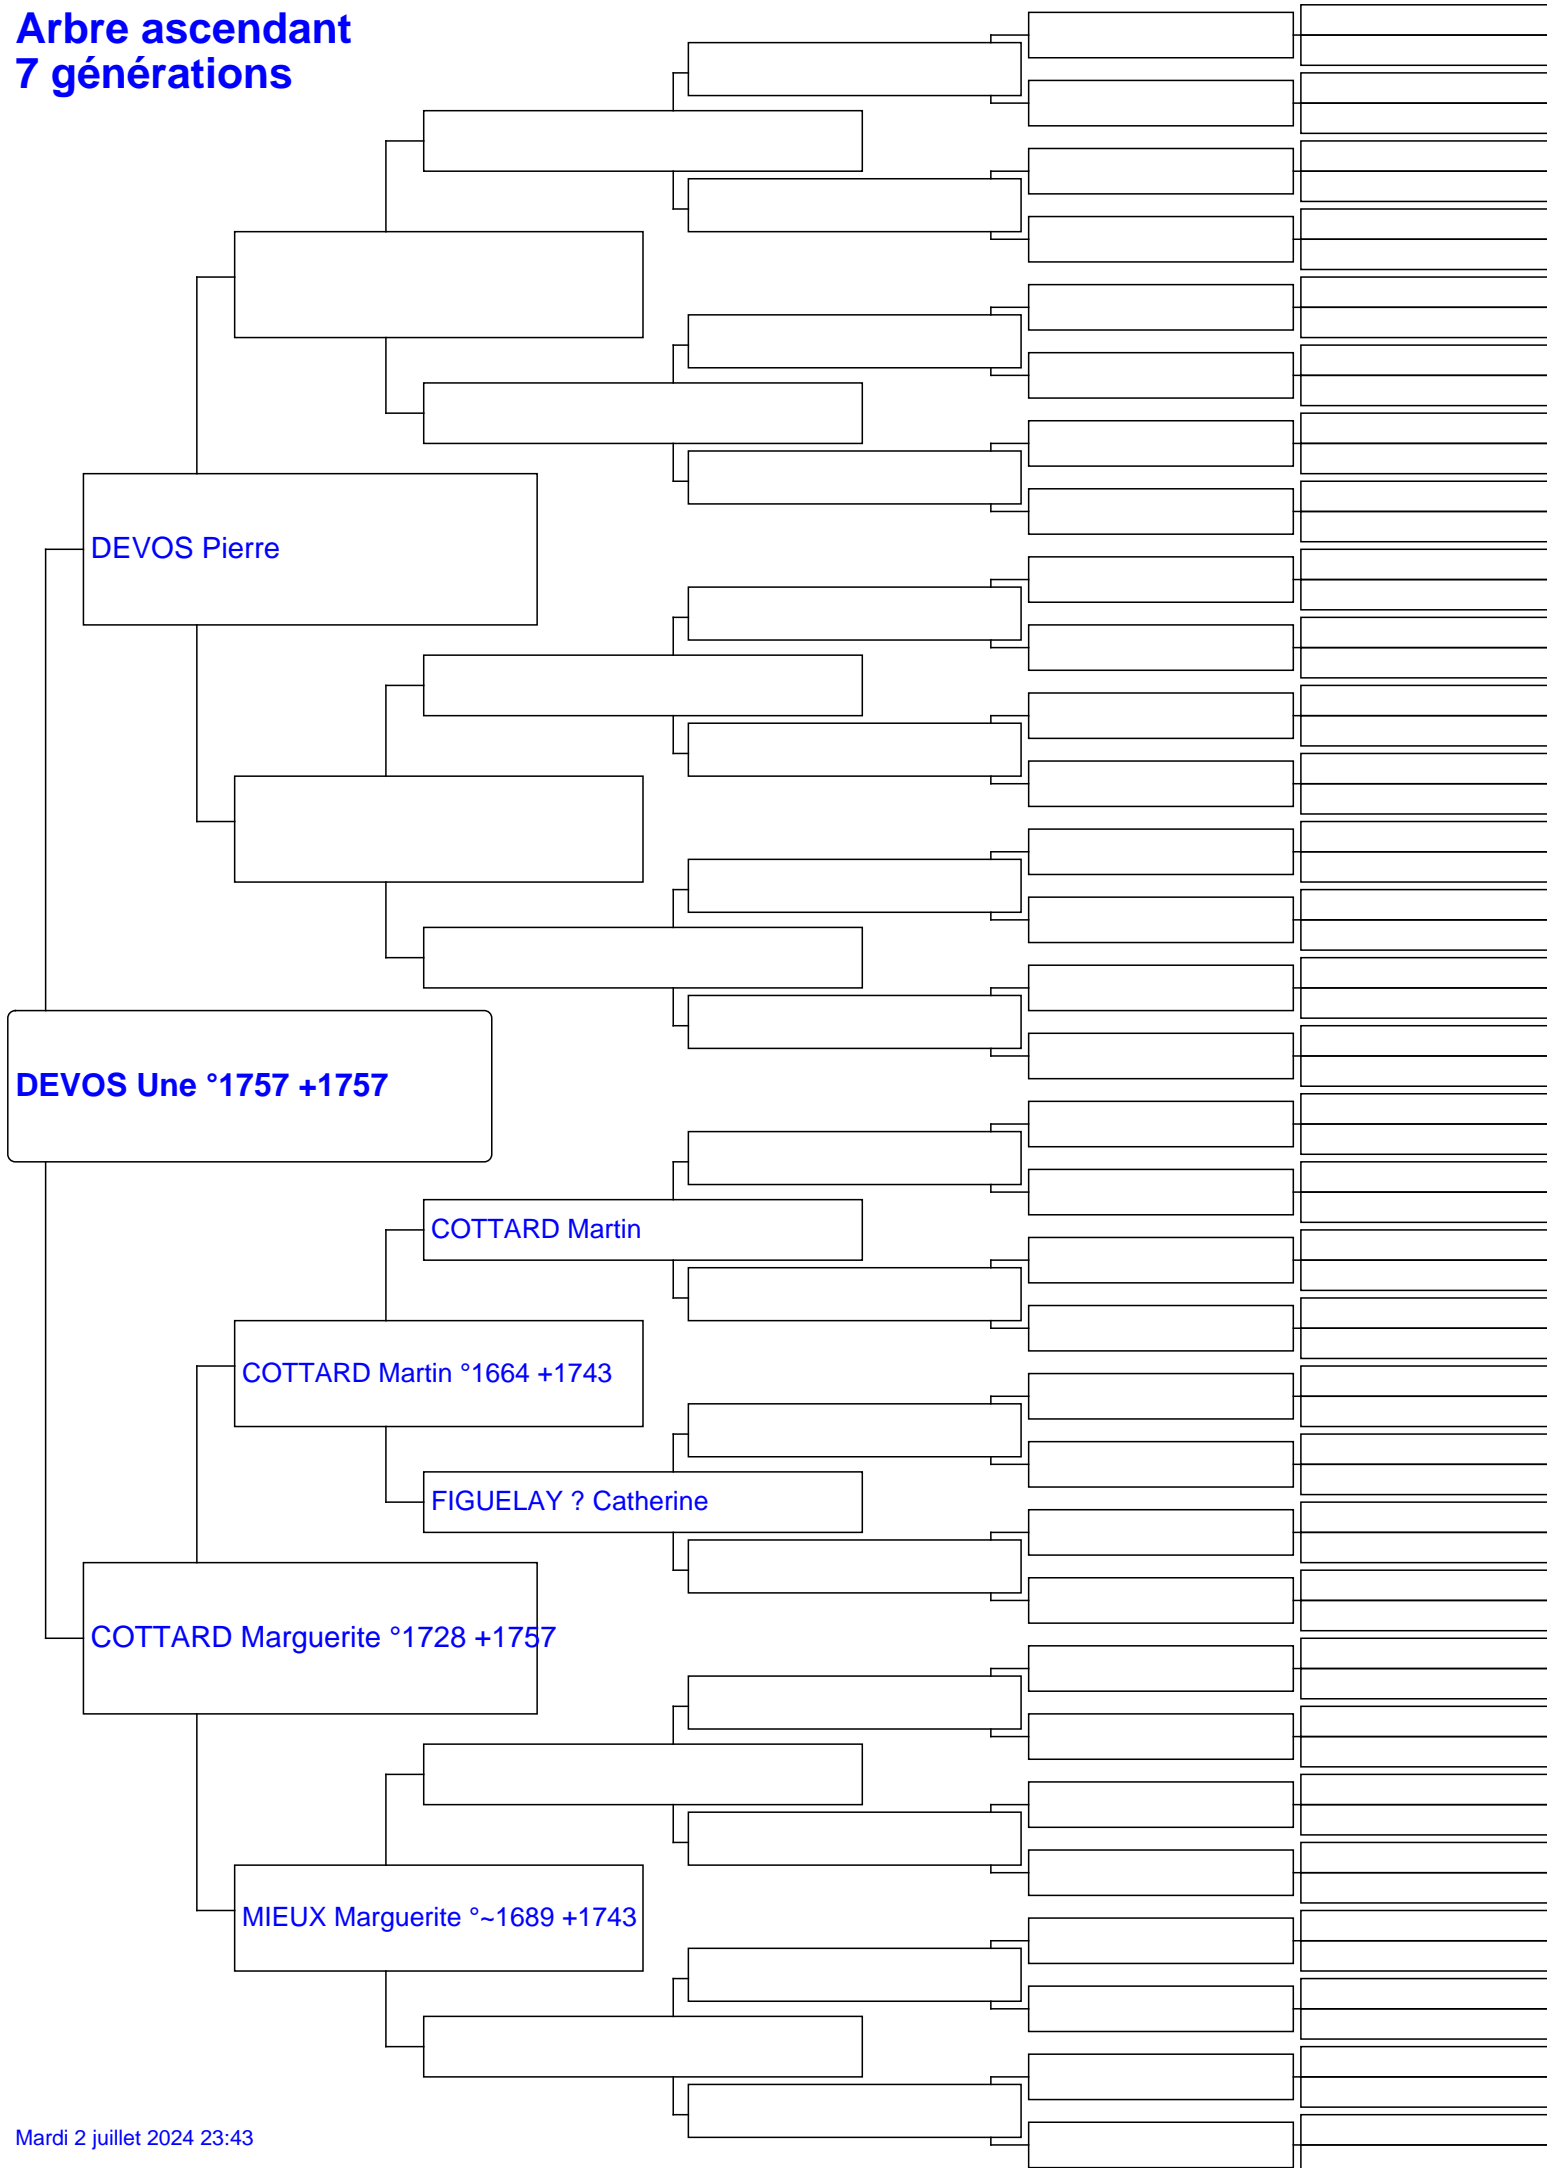 Arbre ascendant
7 générations
DEVOS Pierre
DEVOS Une °1757 +1757
COTTARD Martin
COTTARD Martin °1664 +1743
FIGUELAY ? Catherine
COTTARD Marguerite °1728 +1757
MIEUX Marguerite °~1689 +1743
Mardi 2 juillet 2024 23:43